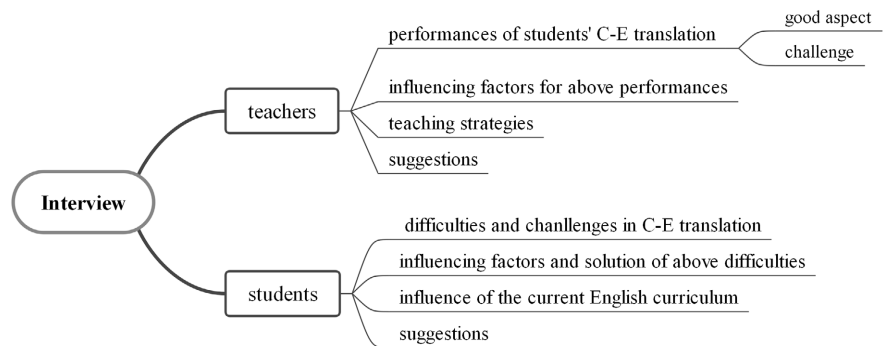 Interview
teachers
performances of students' C-E translation
good aspect
challenge
influencing factors for above performances
teaching strategies
suggestions
students
difficulties and chanllenges in C-E translation
influencing factors and solution of above difficulties
influence of the current English curriculum
suggestions